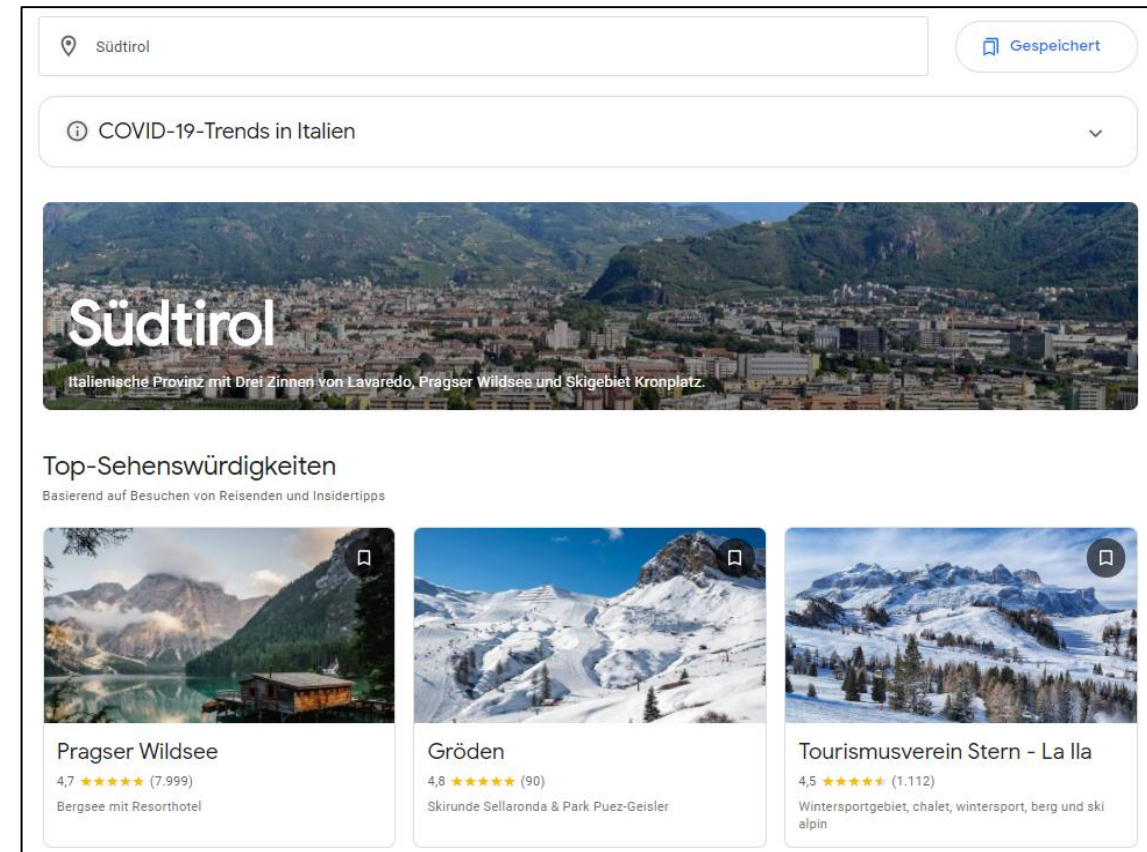 Südtirol
Gespeichert
COVID-19-Trends in Italien
Südtirol
Italienische Provinz mit Drei Zinnen von Lavaredo, Pragser Wildsee und Skigebiet Kronplatz.
Top-Sehenswürdigkeiten
Basierend auf Besuchen von Reisenden und Insidertipps
Pragser Wildsee
4,7 ★★★★★ (7.999)
Bergsee mit Resorthotel
Gröden
4,8 ★★★★★ (90)
Skirunde Sellaronda & Park Puez-Geisler
Tourismusverein Stern - La Ila
4,5 ★★★★★ (1.112)
Wintersportgebiet, chalet, wintersport, berg und ski
alpin